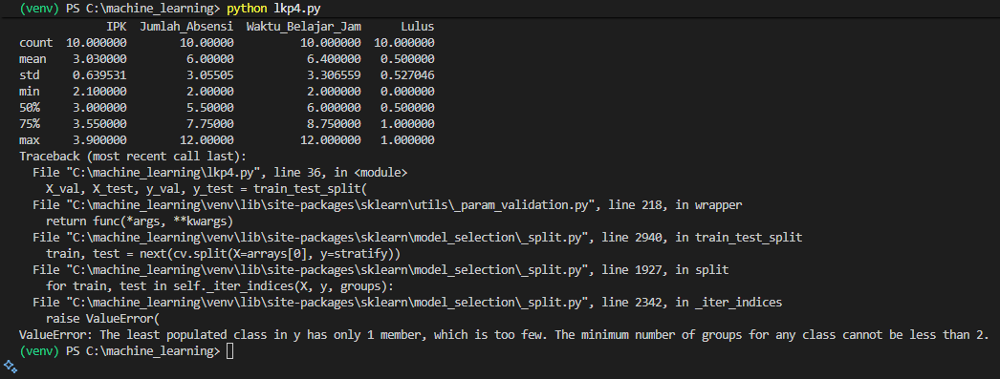 (venv) PS C:\machine_learning> python lkp4.py
IPK Jumlah_Absensi Waktu_Belajar_Jam Lulus
count 10.000000 10.00000 10.000000 10.000000
mean 3.030000 6.00000 6.400000 0.500000
std 0.639531 3.05505 3.306559 0.527046
min 2.100000 2.00000 2.000000 0.000000
50% 3.000000 5.50000 6.000000 0.500000
75% 3.550000 7.75000 8.750000 1.000000
max 3.900000 12.00000 12.000000 1.000000
Traceback (most recent call last):
File "C:\machine_learning\lkp4.py", line 36, in <module>
X_val, X_test, y_val, y_test = train_test_split(
File "C:\machine_learning\venv\lib\site-packages\sklearn\utils\_param_validation.py", line 218, in wrapper
return func(*args, **kwargs)
File "C:\machine_learning\venv\lib\site-packages\sklearn\model_selection\_split.py", line 2940, in train_test_split
train, test = next(cv.split(X=arrays[0], y=stratify))
File "C:\machine_learning\venv\lib\site-packages\sklearn\model_selection\_split.py", line 1927, in split
for train, test in self._iter_indices(X, y, groups):
File "C:\machine_learning\venv\lib\site-packages\sklearn\model_selection\_split.py", line 2342, in _iter_indices
raise ValueError(
ValueError: The least populated class in y has only 1 member, which is too few. The minimum number of groups for any class cannot be less than 2.
(venv) PS C:\machine_learning>